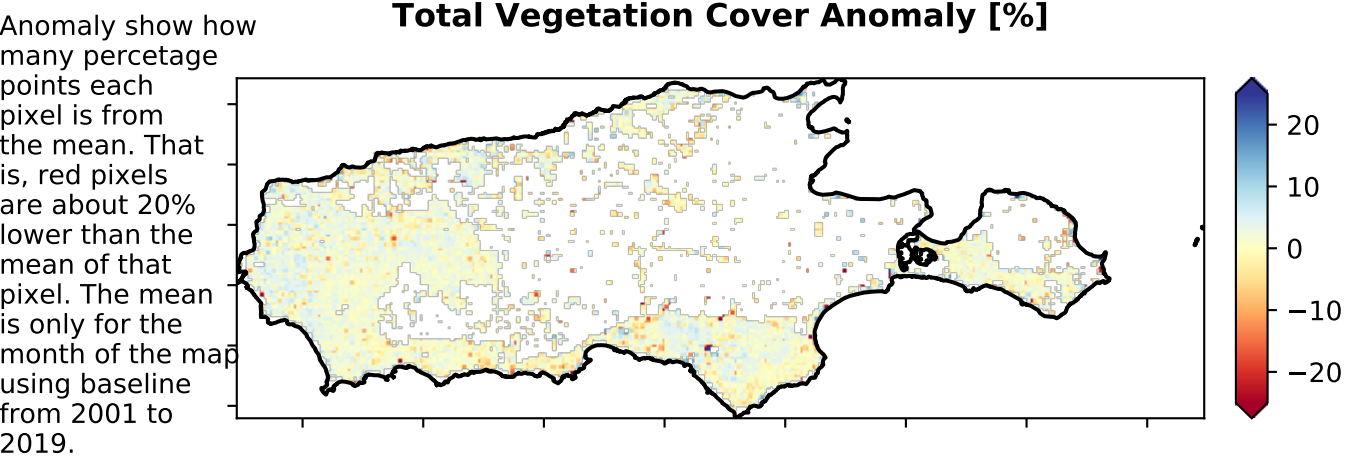 Total Vegetation Cover Anomaly [%]
Anomaly show how
many percetage
points each
pixel is from
the mean. That
is, red pixels
are about 20%
lower than the
mean of that
pixel. The mean
is only for the
month of the map
using baseline
from 2001 to
2019.
20
10
0
−10
−20